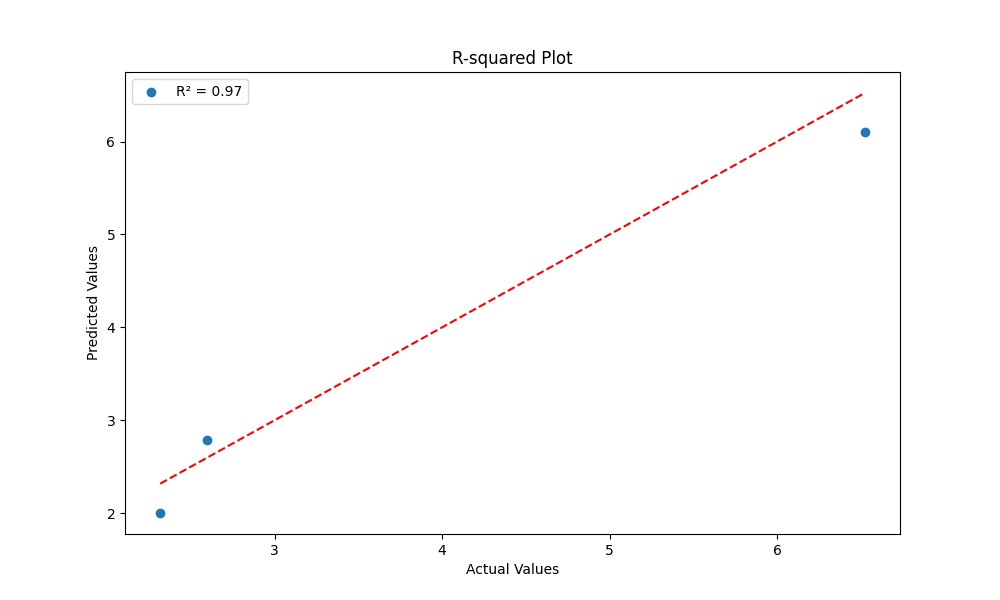 R-squared Plot
R² = 0.97
6
5
4
3
2
Predicted Values
3 4 5 6
Actual Values